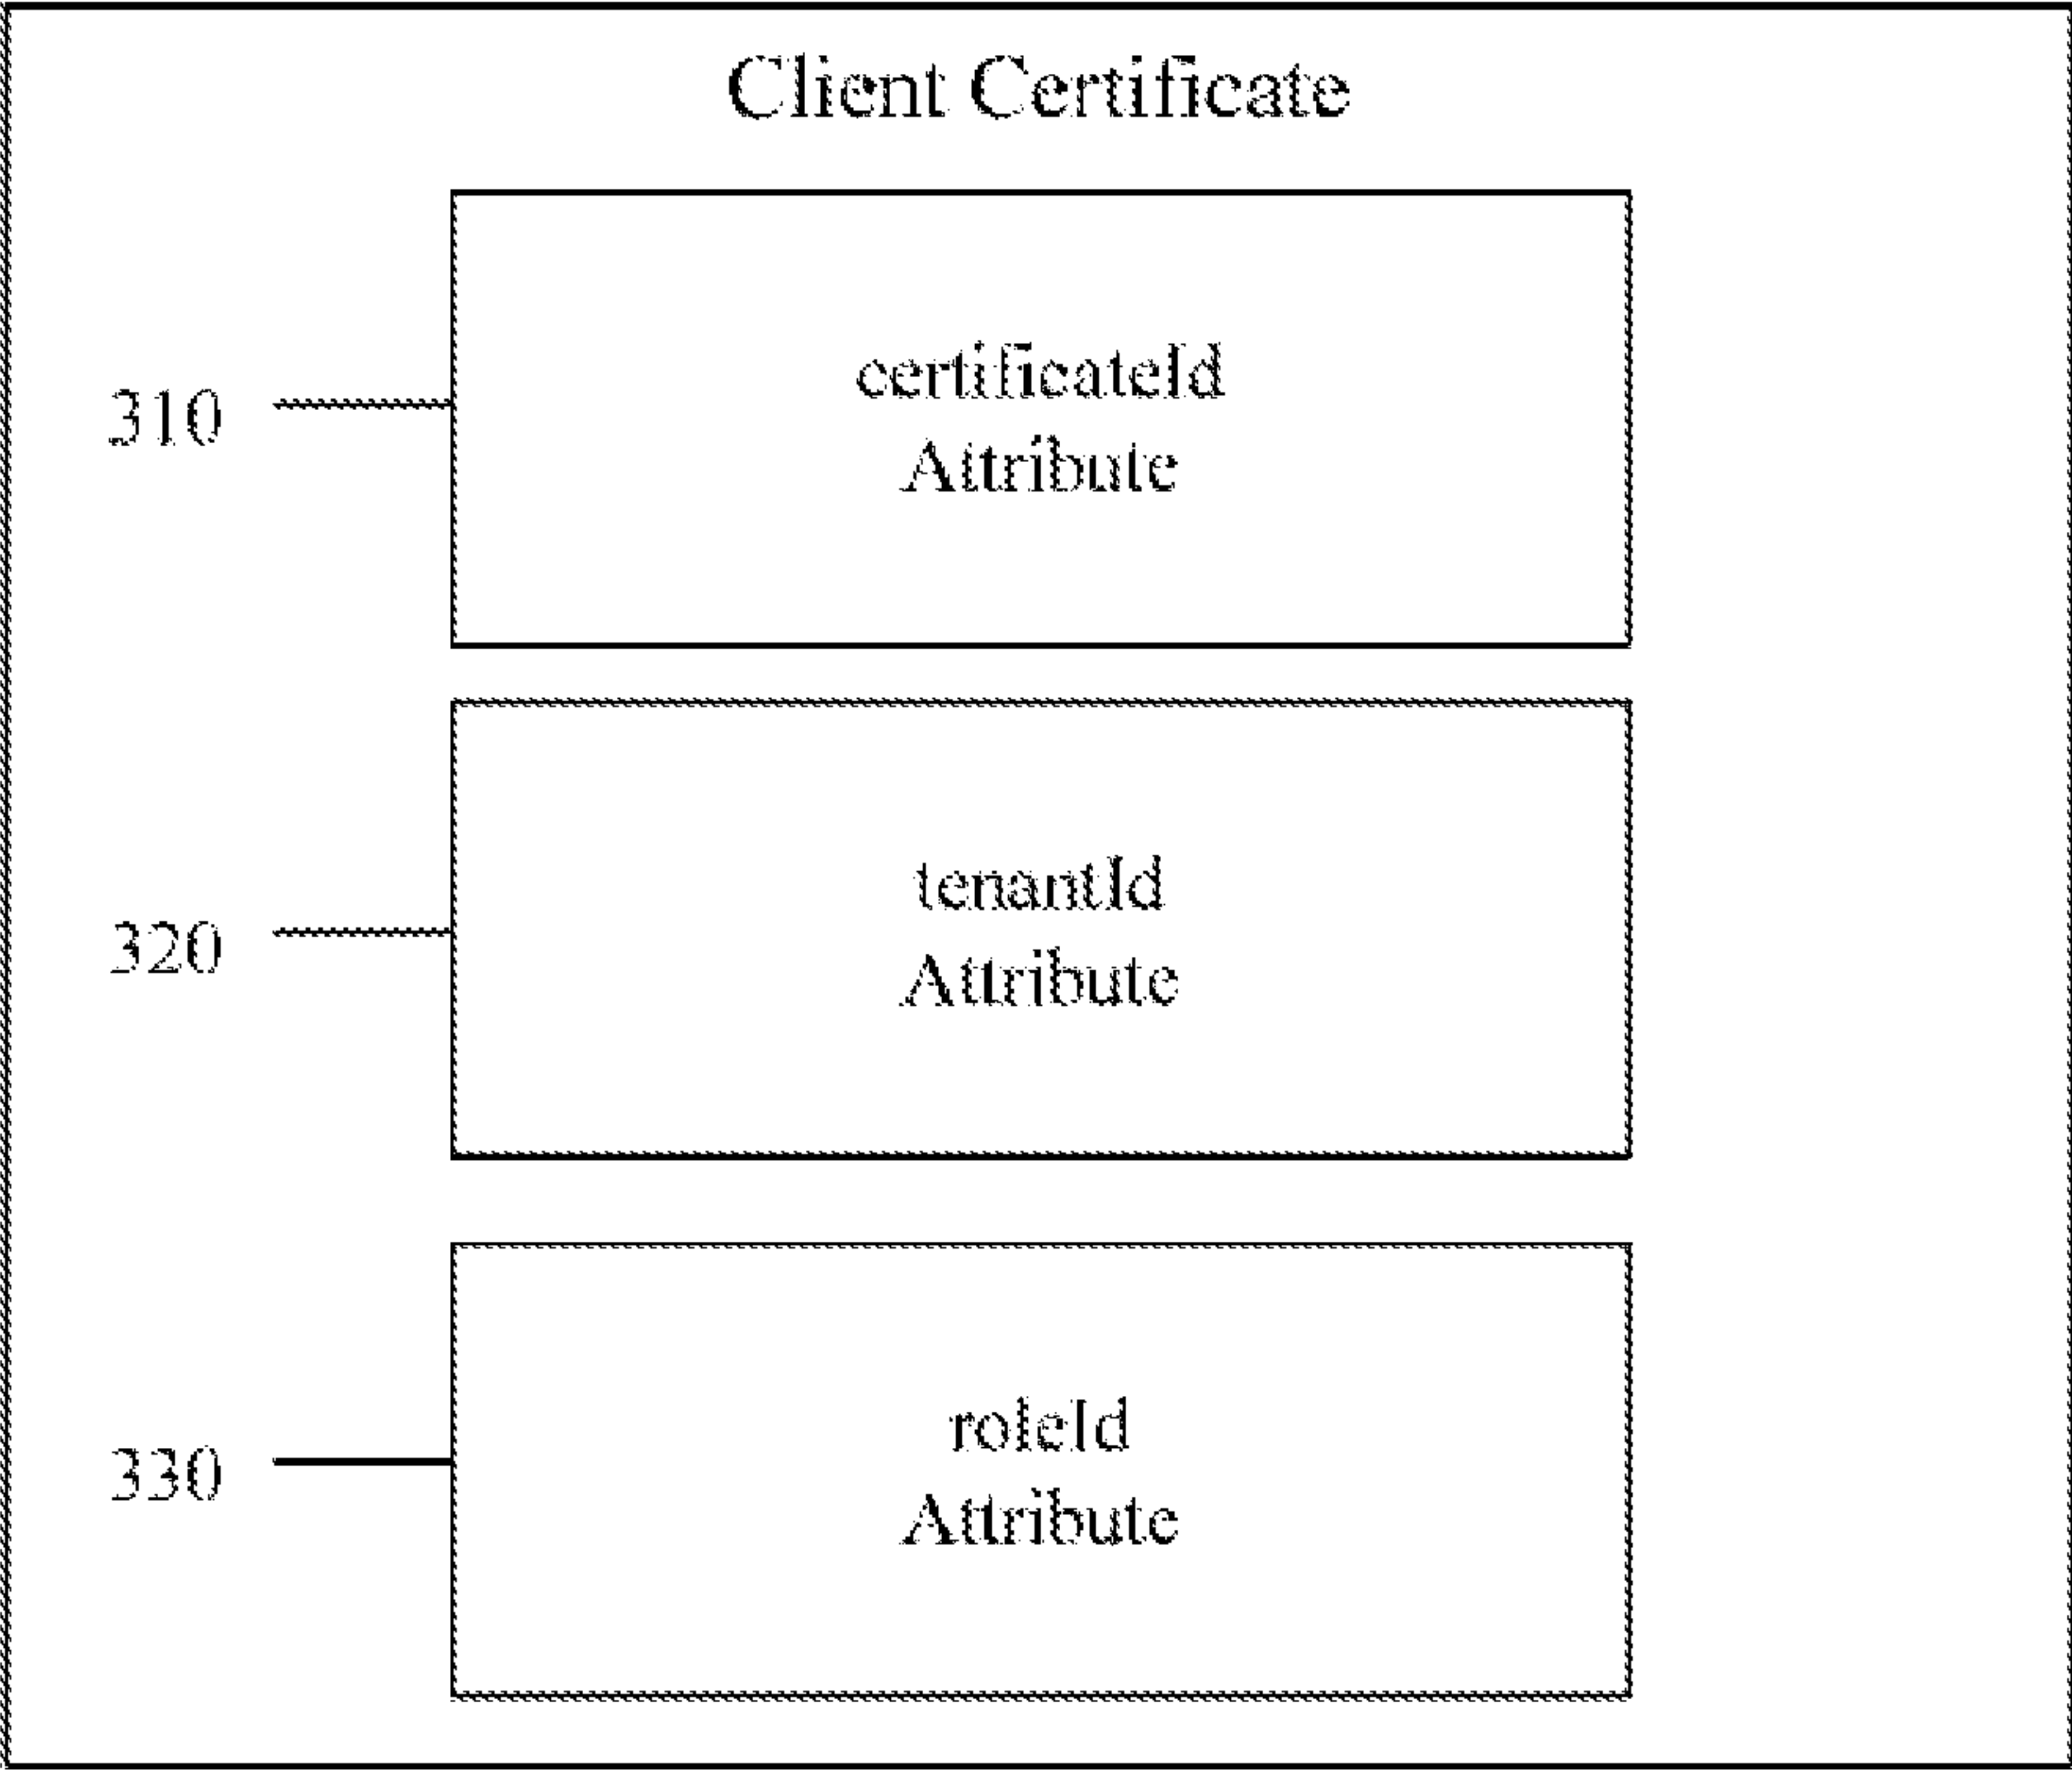 Client Certificate
310
certificateId
Attribute
320
tenantId
Attribute
330
roleId
Attribute